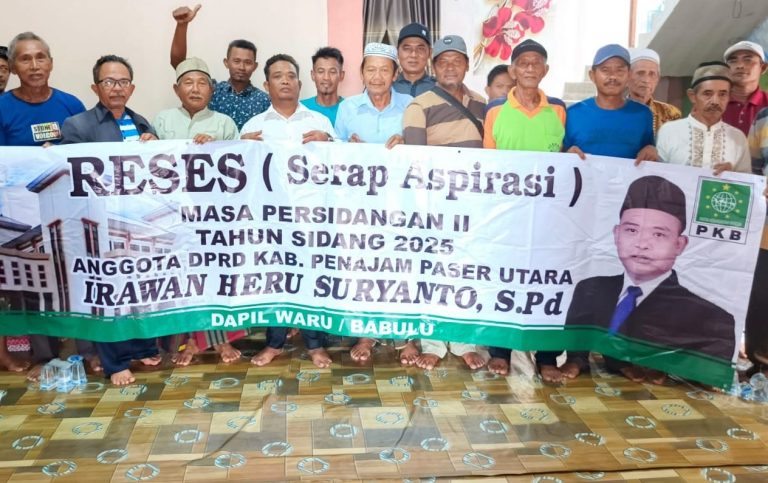 RESES ( Serap Aspirasi )
MASA PERSIDANGAN II
TAHUN SIDANG 2025
ANGGOTA DPRD KAB. PENAJAM PASER UTARA
IRAWAN HERU SURYANTO, S.Pd
DAPIL WARU / BABULU
PKB